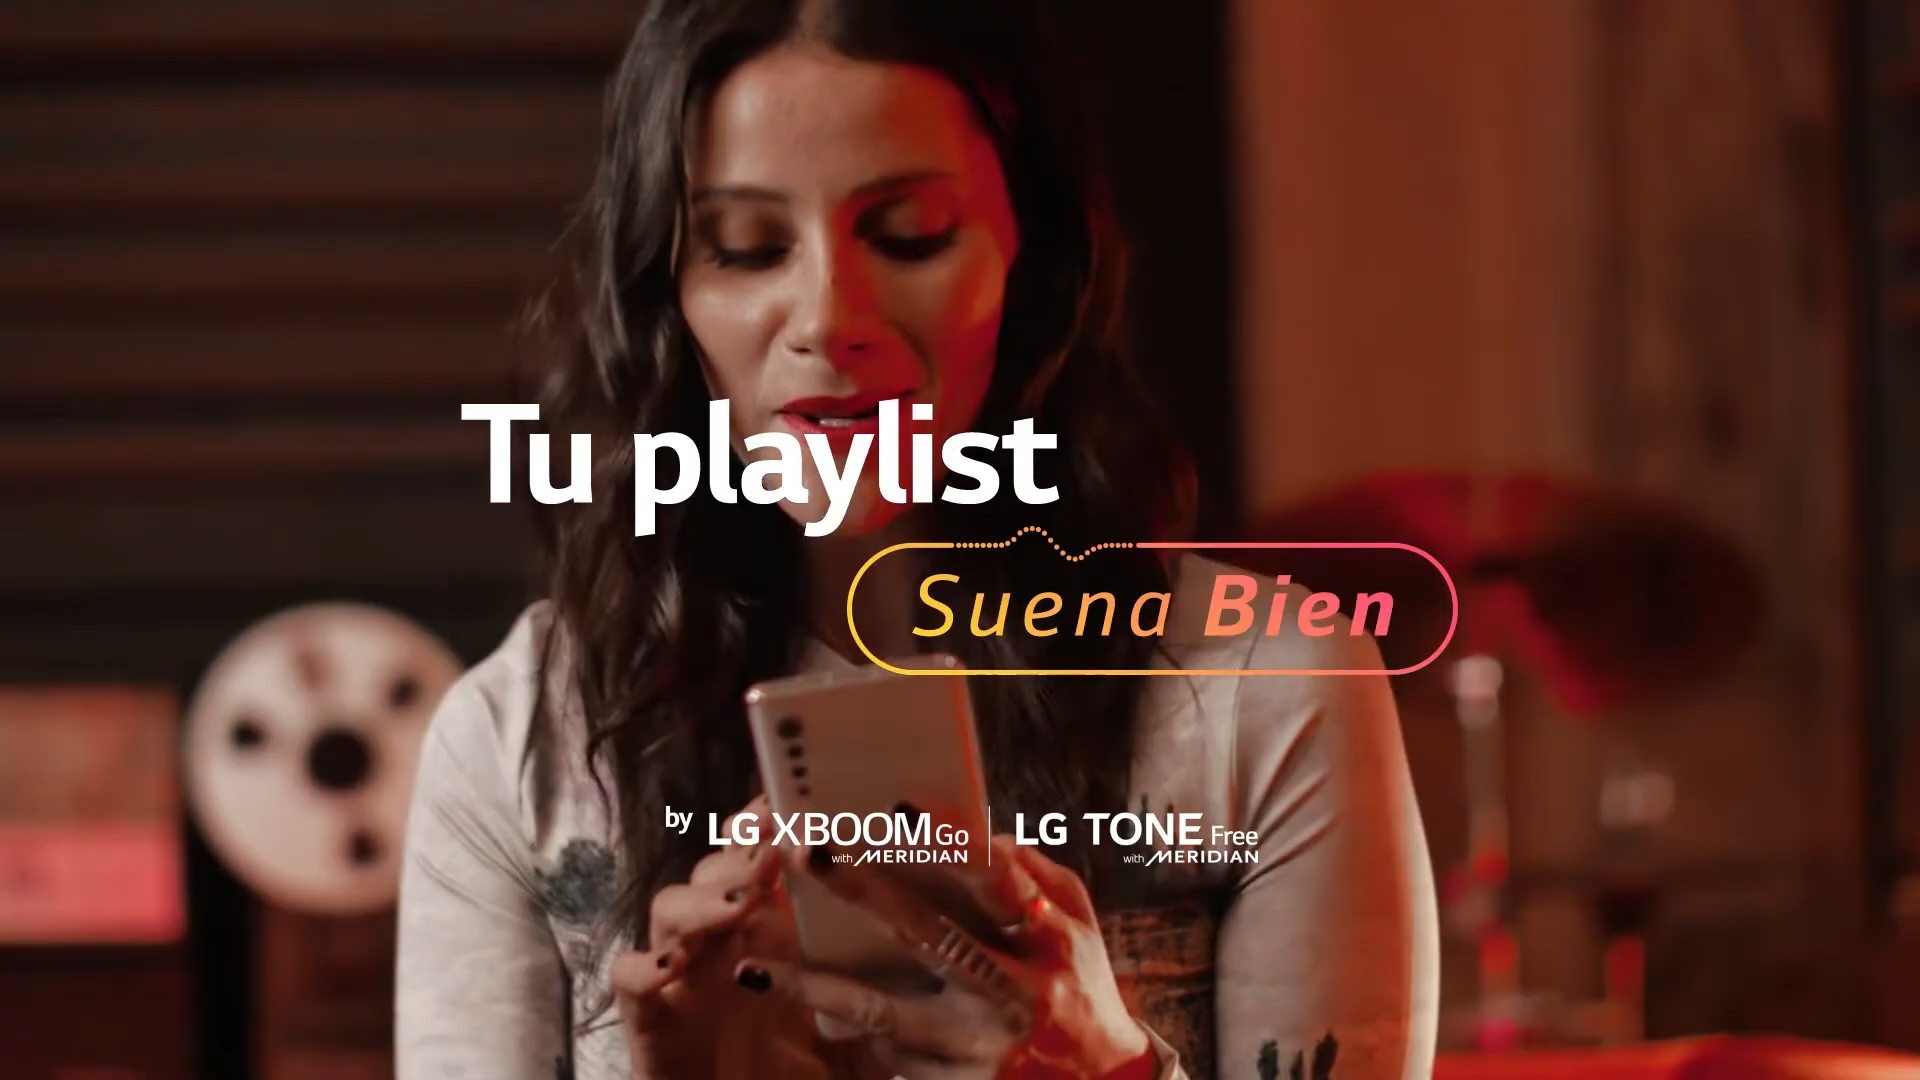 Tu playlist
Suena Bien
by LG XBOOM Go | LG TONE Free
with MERIDIAN with MERIDIAN